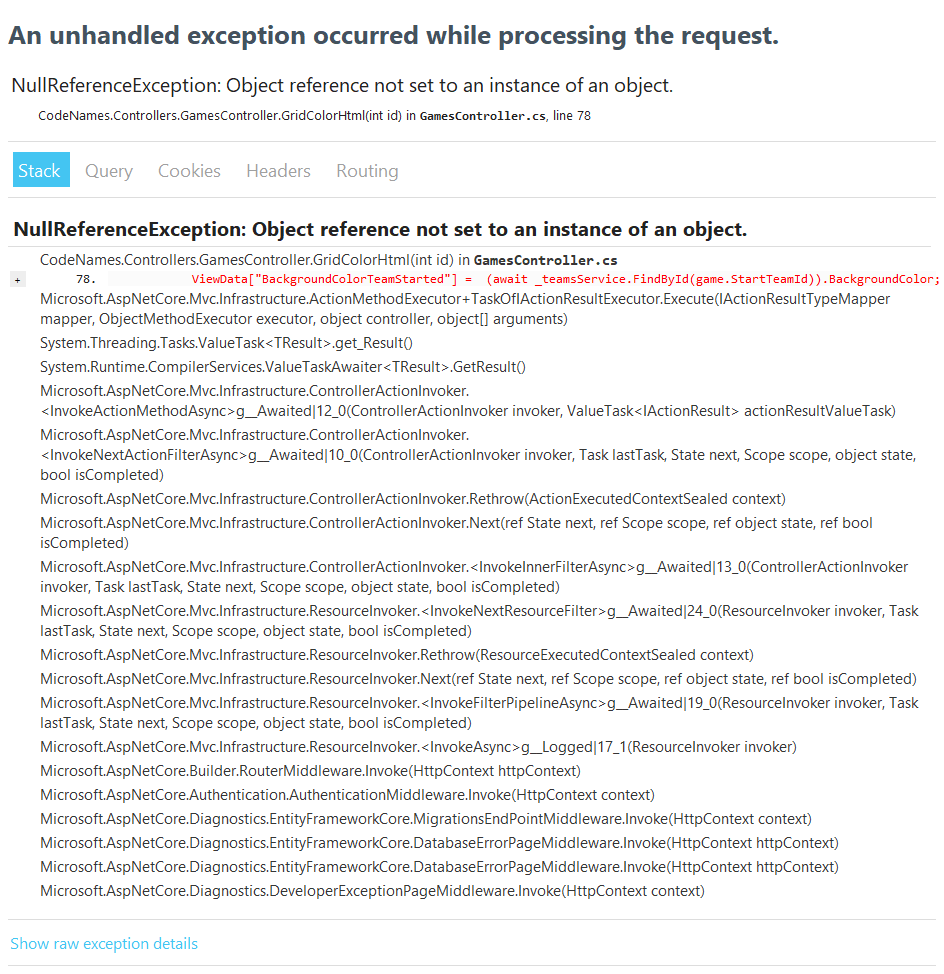 An unhandled exception occurred while processing the request.
NullReferenceException: Object reference not set to an instance of an object.
CodeNames.Controllers.GamesController.GridColorHtml(int id) in GamesController.cs, line 78
Stack Query Cookies Headers Routing
NullReferenceException: Object reference not set to an instance of an object.
CodeNames.Controllers.GamesController.GridColorHtml(int id) in GamesController.cs
+ 78. ViewData["BackgroundColorTeamStarted"] = (await _teamsService.FindById(game.StartTeamId)).BackgroundColor;
Microsoft.AspNetCore.Mvc.Infrastructure.ActionMethodExecutor+TaskOfIActionResultExecutor.Execute(IActionResultTypeMapper
mapper, ObjectMethodExecutor executor, object controller, object[] arguments)
System.Threading.Tasks.ValueTask<TResult>.get_Result()
System.Runtime.CompilerServices.ValueTaskAwaiter<TResult>.GetResult()
Microsoft.AspNetCore.Mvc.Infrastructure.ControllerActionInvoker.
<InvokeActionMethodAsync>g__Awaited|12_0(ControllerActionInvoker invoker, ValueTask<IActionResult> actionResultValueTask)
Microsoft.AspNetCore.Mvc.Infrastructure.ControllerActionInvoker.
<InvokeNextActionFilterAsync>g__Awaited|10_0(ControllerActionInvoker invoker, Task lastTask, State next, Scope scope, object state,
bool isCompleted)
Microsoft.AspNetCore.Mvc.Infrastructure.ControllerActionInvoker.Rethrow(ActionExecutedContextSealed context)
Microsoft.AspNetCore.Mvc.Infrastructure.ControllerActionInvoker.Next(ref State next, ref Scope scope, ref object state, ref bool
isCompleted)
Microsoft.AspNetCore.Mvc.Infrastructure.ControllerActionInvoker.<InvokeInnerFilterAsync>g__Awaited|13_0(ControllerActionInvoker
invoker, Task lastTask, State next, Scope scope, object state, bool isCompleted)
Microsoft.AspNetCore.Mvc.Infrastructure.ResourceInvoker.<InvokeNextResourceFilter>g__Awaited|24_0(ResourceInvoker invoker, Task
lastTask, State next, Scope scope, object state, bool isCompleted)
Microsoft.AspNetCore.Mvc.Infrastructure.ResourceInvoker.Rethrow(ResourceExecutedContextSealed context)
Microsoft.AspNetCore.Mvc.Infrastructure.ResourceInvoker.Next(ref State next, ref Scope scope, ref object state, ref bool isCompleted)
Microsoft.AspNetCore.Mvc.Infrastructure.ResourceInvoker.<InvokeFilterPipelineAsync>g__Awaited|19_0(ResourceInvoker invoker, Task
lastTask, State next, Scope scope, object state, bool isCompleted)
Microsoft.AspNetCore.Mvc.Infrastructure.ResourceInvoker.<InvokeAsync>g__Logged|17_1(ResourceInvoker invoker)
Microsoft.AspNetCore.Builder.RouterMiddleware.Invoke(HttpContext httpContext)
Microsoft.AspNetCore.Authentication.AuthenticationMiddleware.Invoke(HttpContext context)
Microsoft.AspNetCore.Diagnostics.EntityFrameworkCore.MigrationsEndPointMiddleware.Invoke(HttpContext context)
Microsoft.AspNetCore.Diagnostics.EntityFrameworkCore.DatabaseErrorPageMiddleware.Invoke(HttpContext httpContext)
Microsoft.AspNetCore.Diagnostics.EntityFrameworkCore.DatabaseErrorPageMiddleware.Invoke(HttpContext httpContext)
Microsoft.AspNetCore.Diagnostics.DeveloperExceptionPageMiddleware.Invoke(HttpContext context)
Show raw exception details